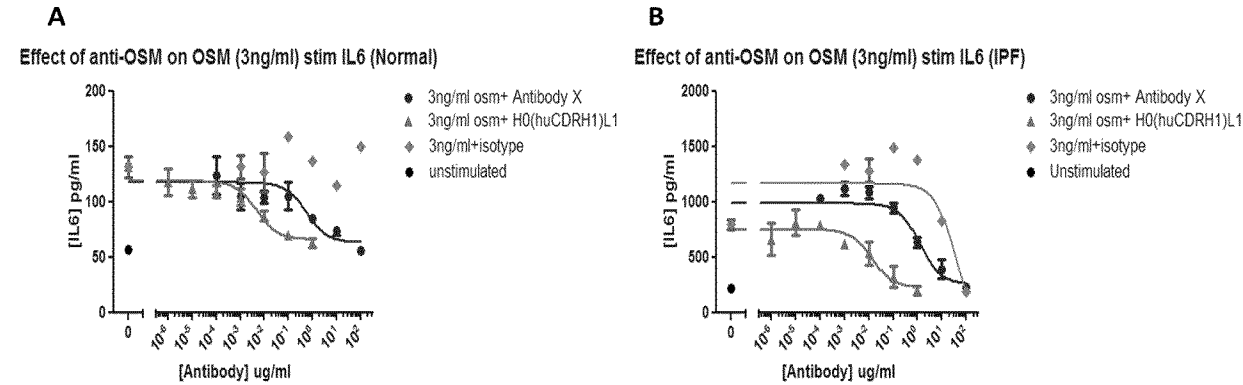 A
Effect of anti-OSM on OSM (3ng/ml) stim IL6 (Normal)
[IL6] pg/ml
200
150
100
50
0
0
10-6
10-5
10-4
10-3
10-2
10-1
100
101
102
[Antibody] ug/ml
3ng/ml osm+ Antibody X
3ng/ml osm+ H0(huCDRH1)L1
3ng/ml+isotype
unstimulated
B
Effect of anti-OSM on OSM (3ng/ml) stim IL6 (IPF)
[IL6] pg/ml
2000
1500
1000
500
0
0
10-6
10-5
10-4
10-3
10-2
10-1
100
101
102
[Antibody] ug/ml
3ng/ml osm+ Antibody X
3ng/ml osm+ H0(huCDRH1)L1
3ng/ml+isotype
Unstimulated